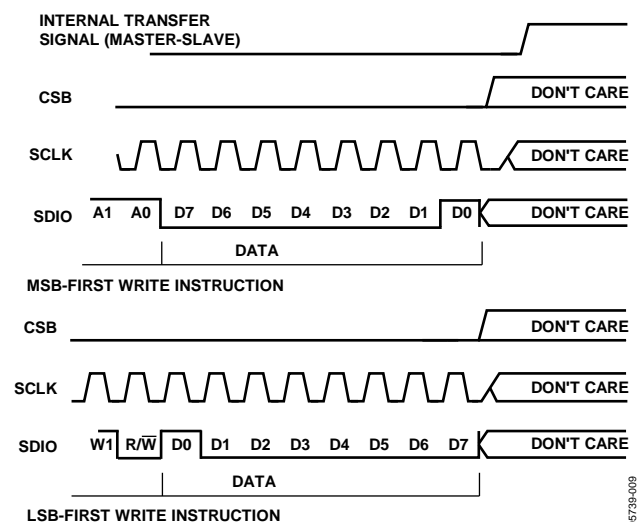 INTERNAL TRANSFER
SIGNAL (MASTER-SLAVE)
CSB DON'T CARE
SCLK DON'T CARE
SDIO A1 A0 D7 D6 D5 D4 D3 D2 D1 D0 DON'T CARE
DATA
MSB-FIRST WRITE INSTRUCTION
CSB DON'T CARE
SCLK DON'T CARE
SDIO W1 R/W̅ D0 D1 D2 D3 D4 D5 D6 D7 DON'T CARE
DATA
LSB-FIRST WRITE INSTRUCTION
5739-009